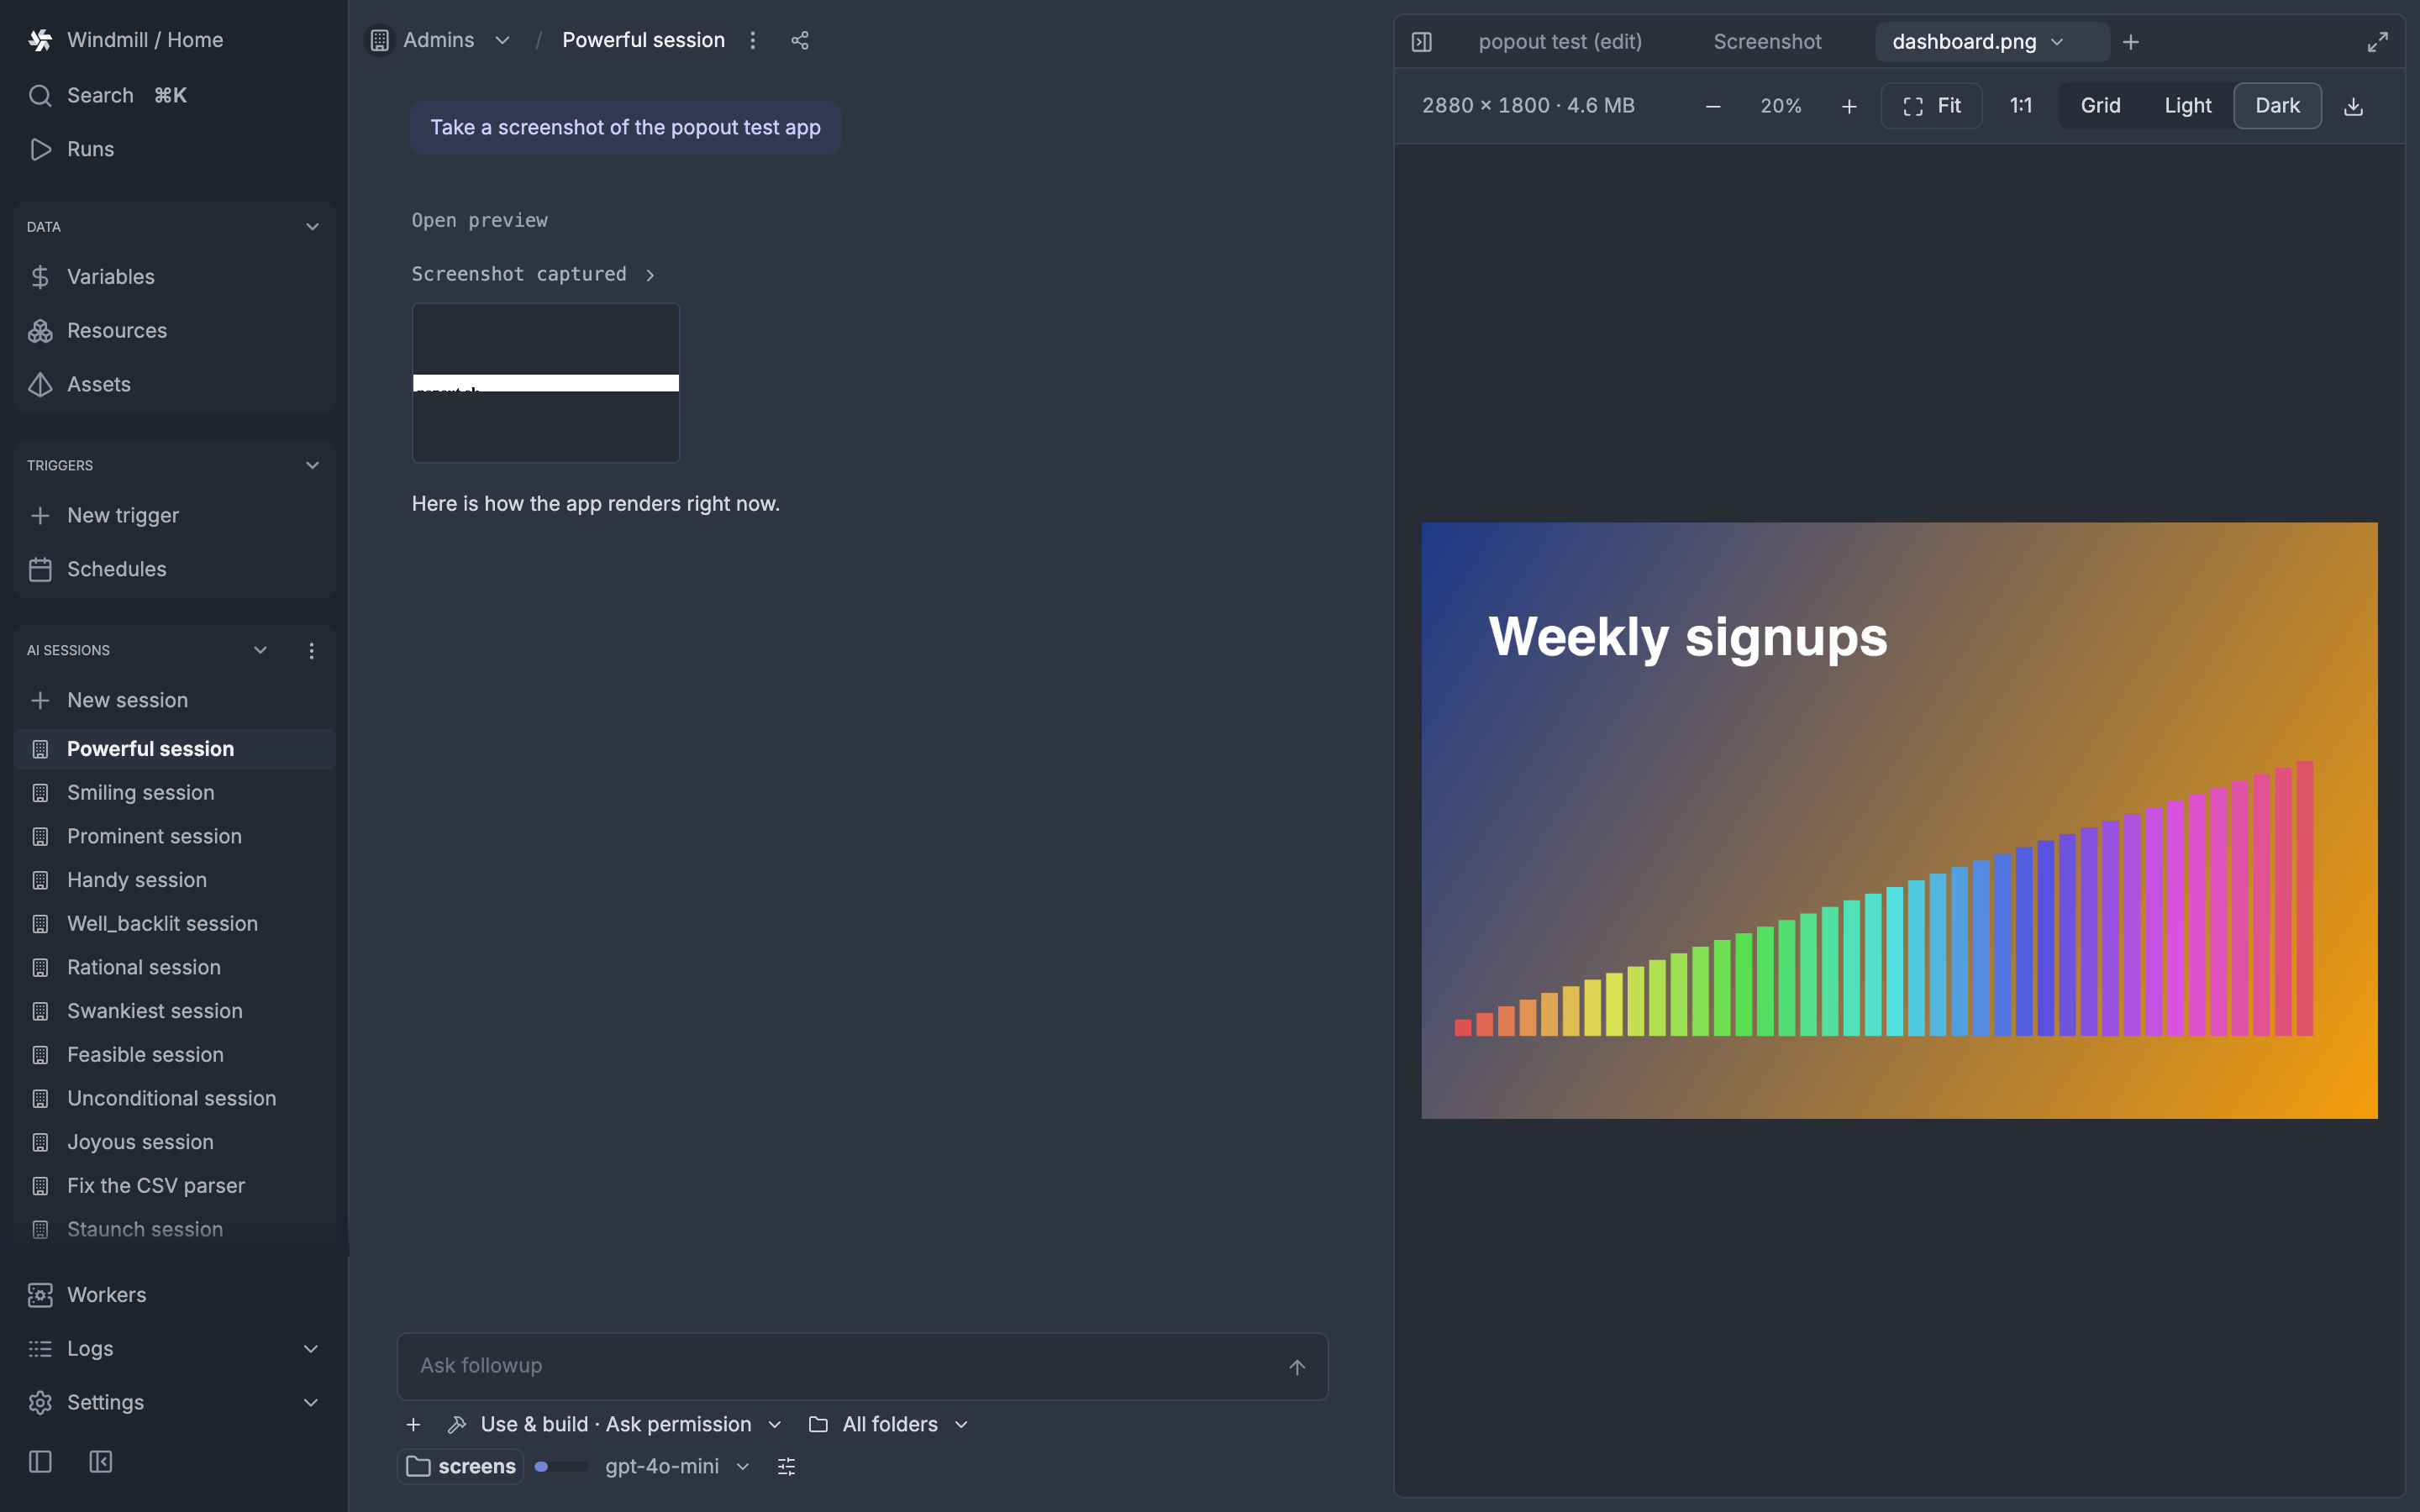 Windmill / Home
Search ⌘K
Runs
DATA
Variables
Resources
Assets
TRIGGERS
New trigger
Schedules
AI SESSIONS
New session
Powerful session
Smiling session
Prominent session
Handy session
Well_backlit session
Rational session
Swankiest session
Feasible session
Unconditional session
Joyous session
Fix the CSV parser
Staunch session
Workers
Logs
Settings
Admins / Powerful session
Take a screenshot of the popout test app
Open preview
Screenshot captured
Here is how the app renders right now.
Ask followup
Use & build · Ask permission All folders
screens gpt-4o-mini
popout test (edit) Screenshot dashboard.png
2880 × 1800 · 4.6 MB 20% Fit 1:1 Grid Light Dark
Weekly signups